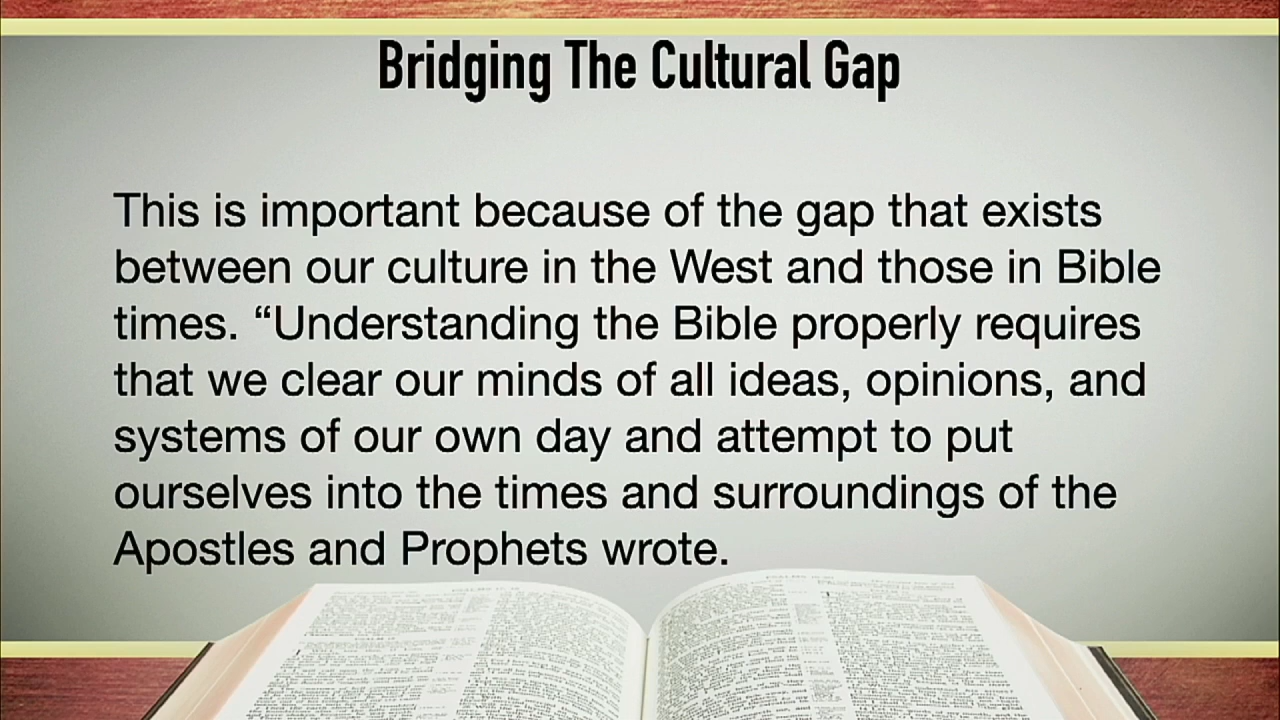 Bridging The Cultural Gap
This is important because of the gap that exists
between our culture in the West and those in Bible
times. “Understanding the Bible properly requires
that we clear our minds of all ideas, opinions, and
systems of our own day and attempt to put
ourselves into the times and surroundings of the
Apostles and Prophets wrote.